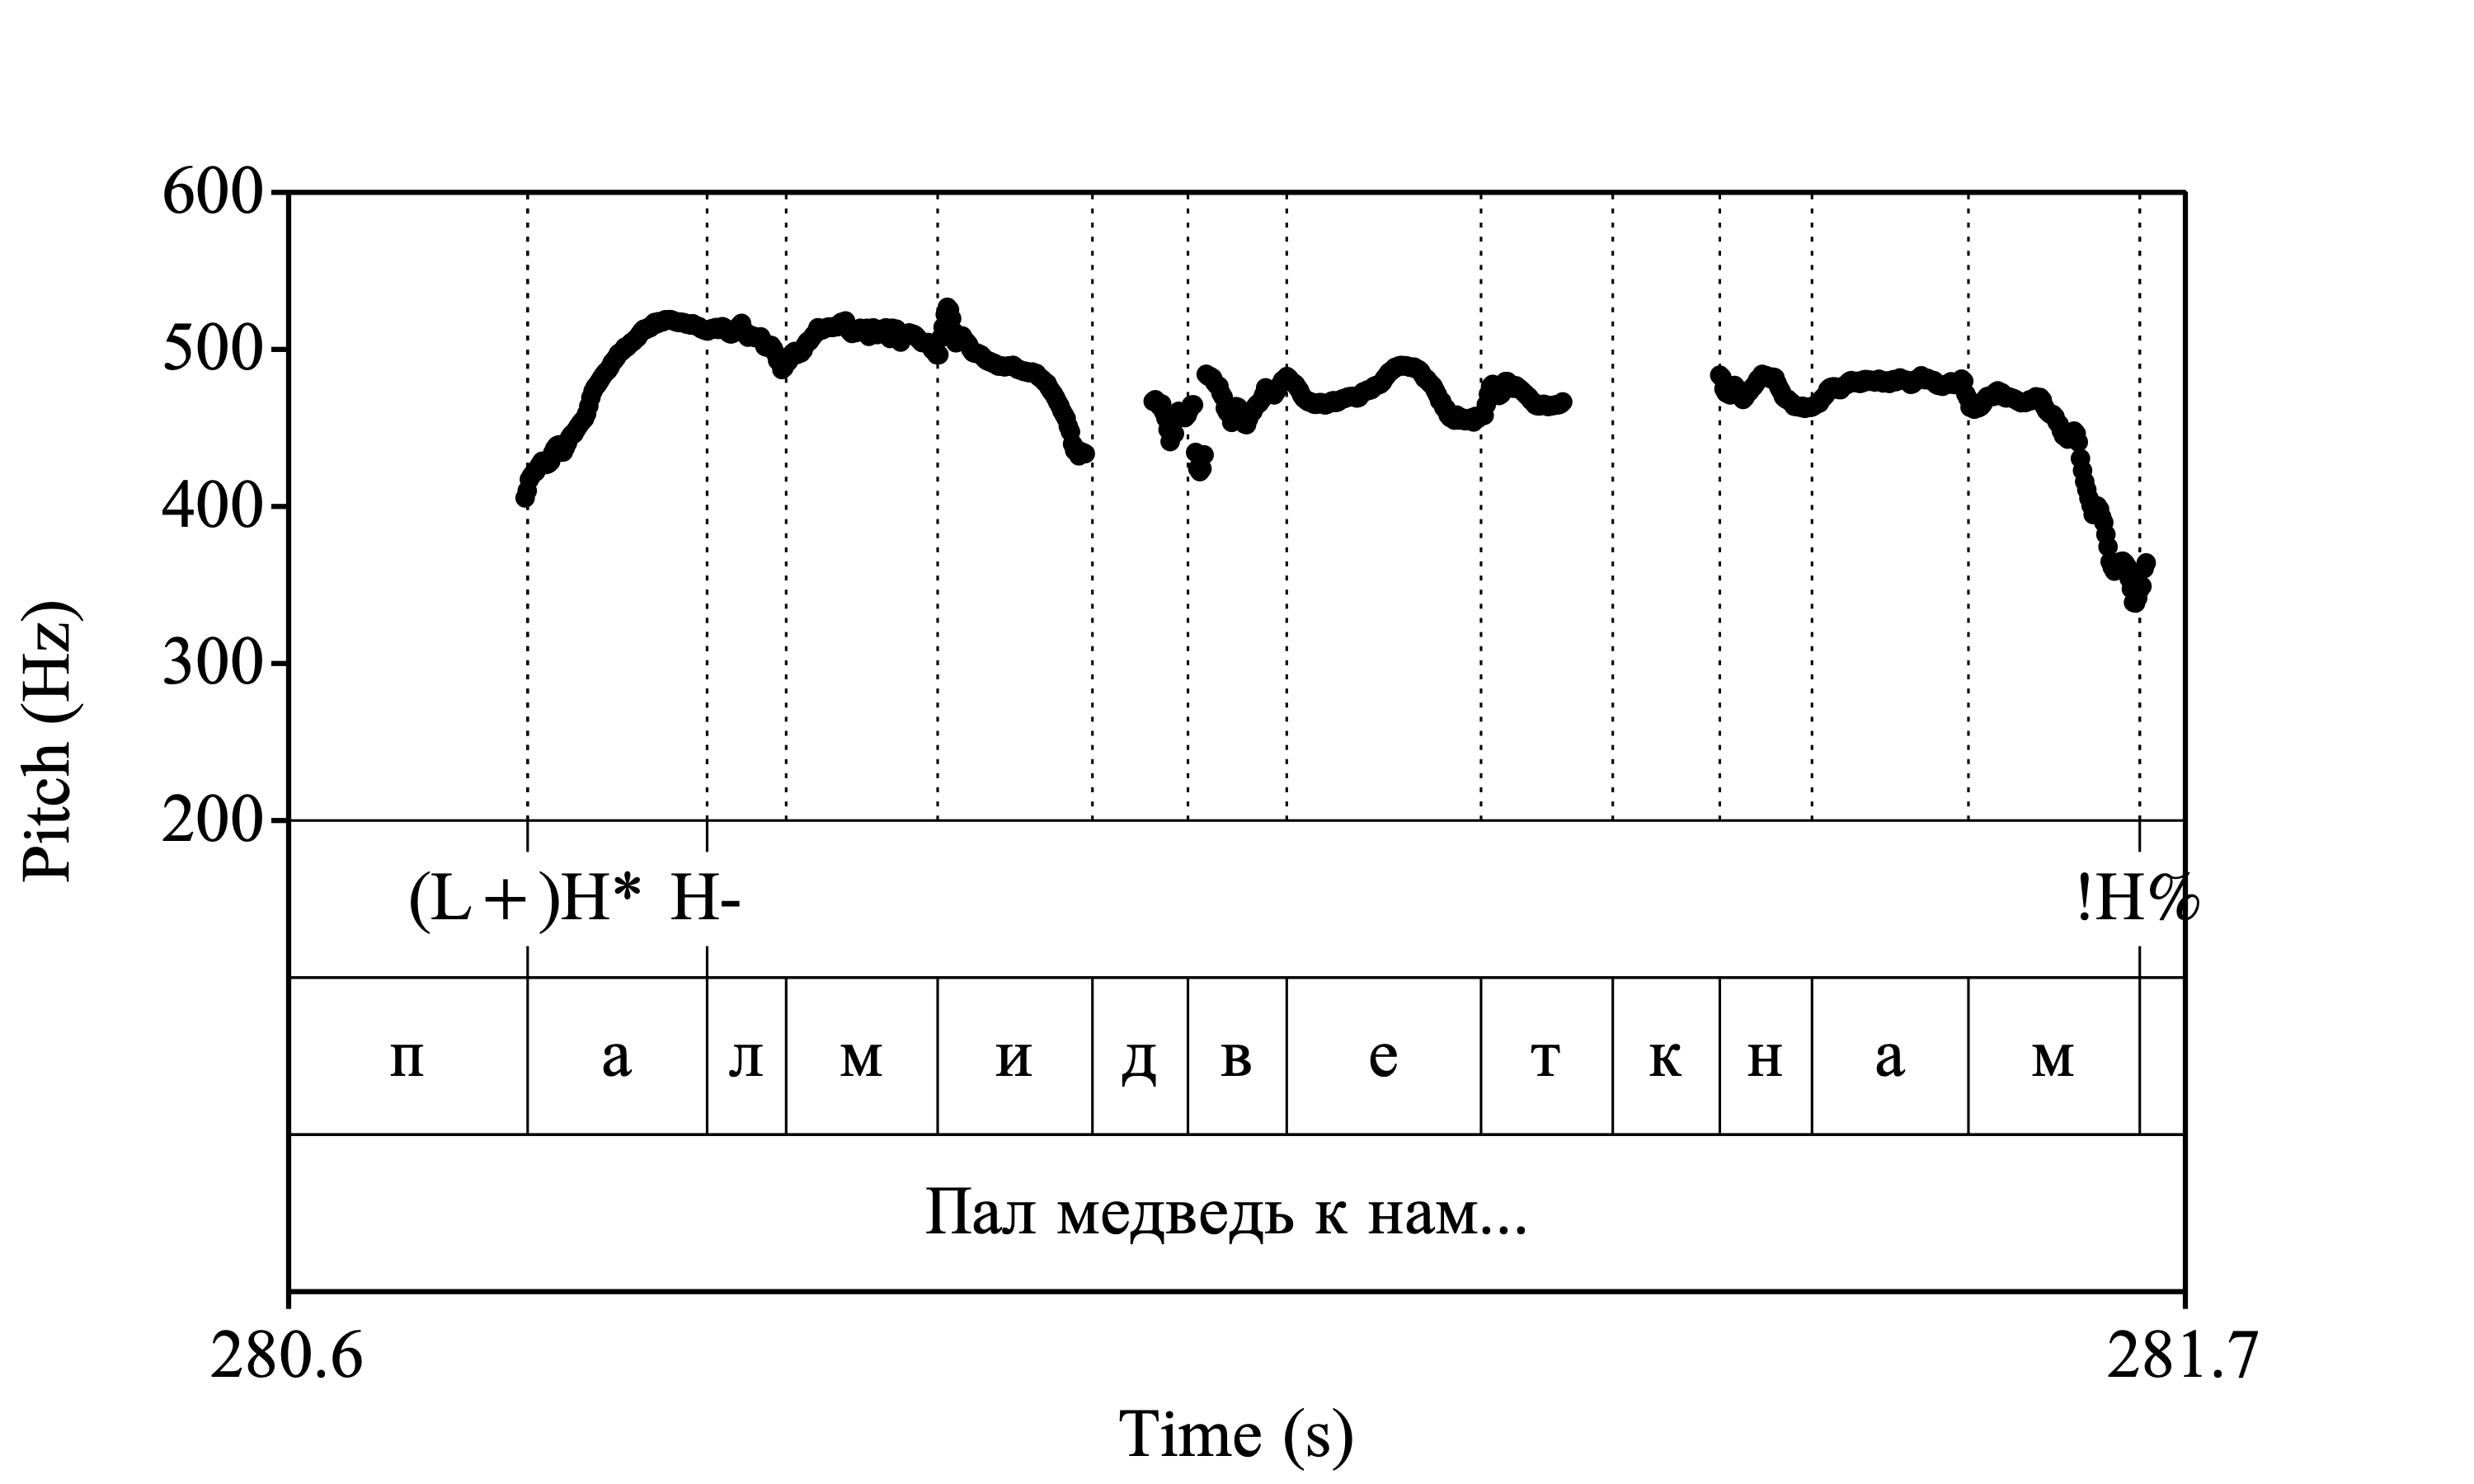 600
500
400
300
200
Pitch (Hz)
(L+)H* H- !H%
п а л м и д в е т к н а м
Пал медведь к нам...
280.6 281.7
Time (s)